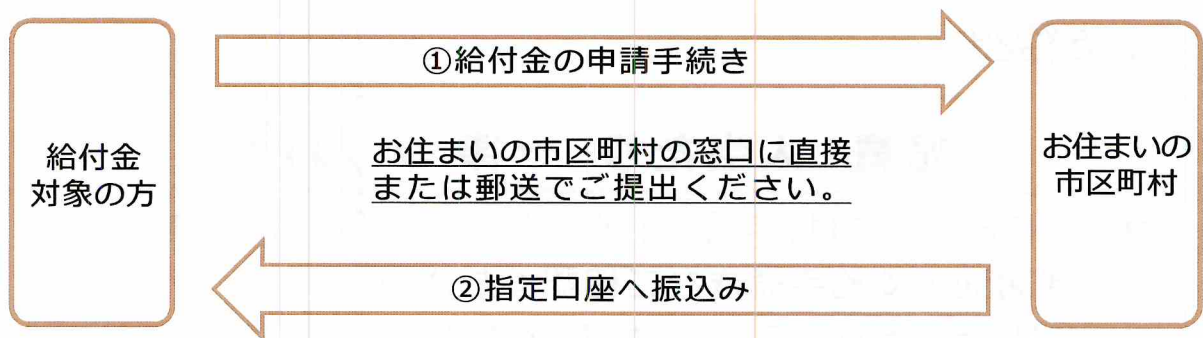 ①給付金の申請手続き
給付金
対象の方
お住まいの市区町村の窓口に直接
または郵送でご提出ください。
お住まいの
市区町村
②指定口座へ振込み